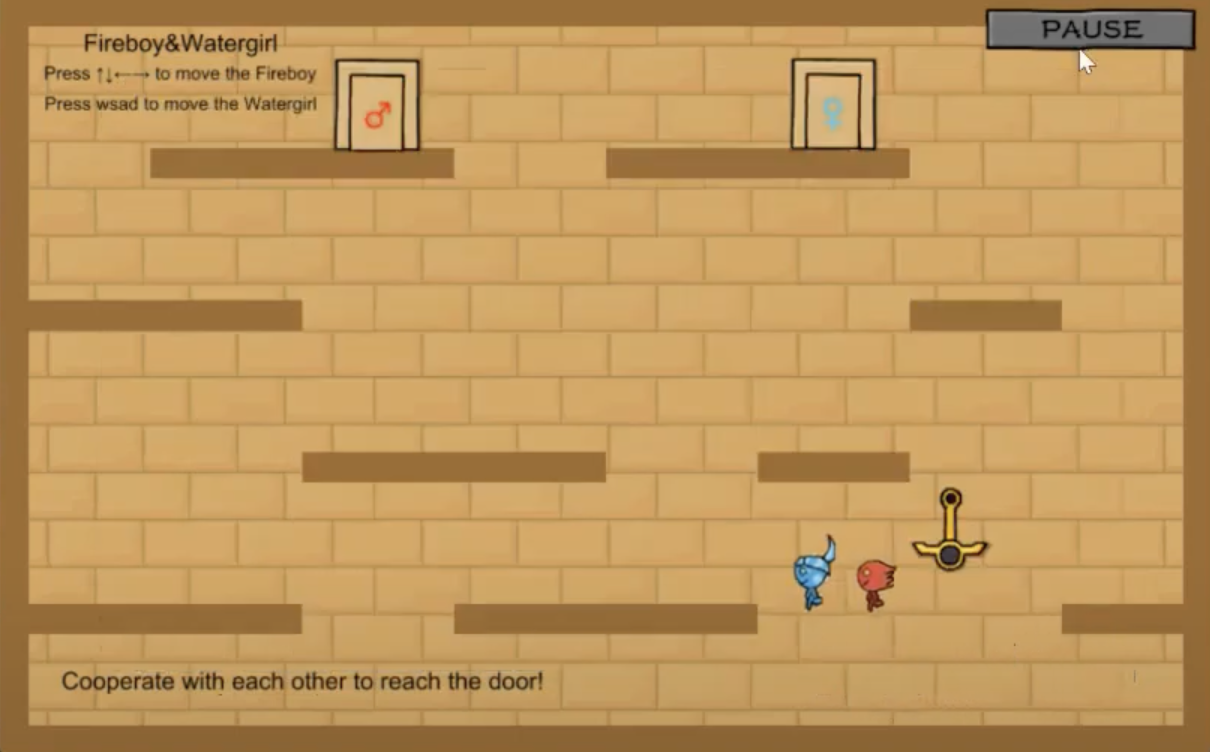 Fireboy&Watergirl
PAUSE
Press ↑↓←→ to move the Fireboy
Press wsad to move the Watergirl
Cooperate with each other to reach the door!